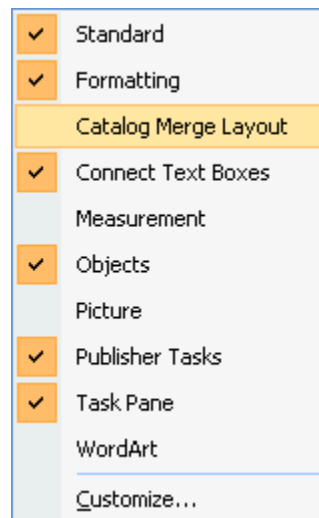 Standard
Formatting
Catalog Merge Layout
Connect Text Boxes
Measurement
Objects
Picture
Publisher Tasks
Task Pane
WordArt
Customize...